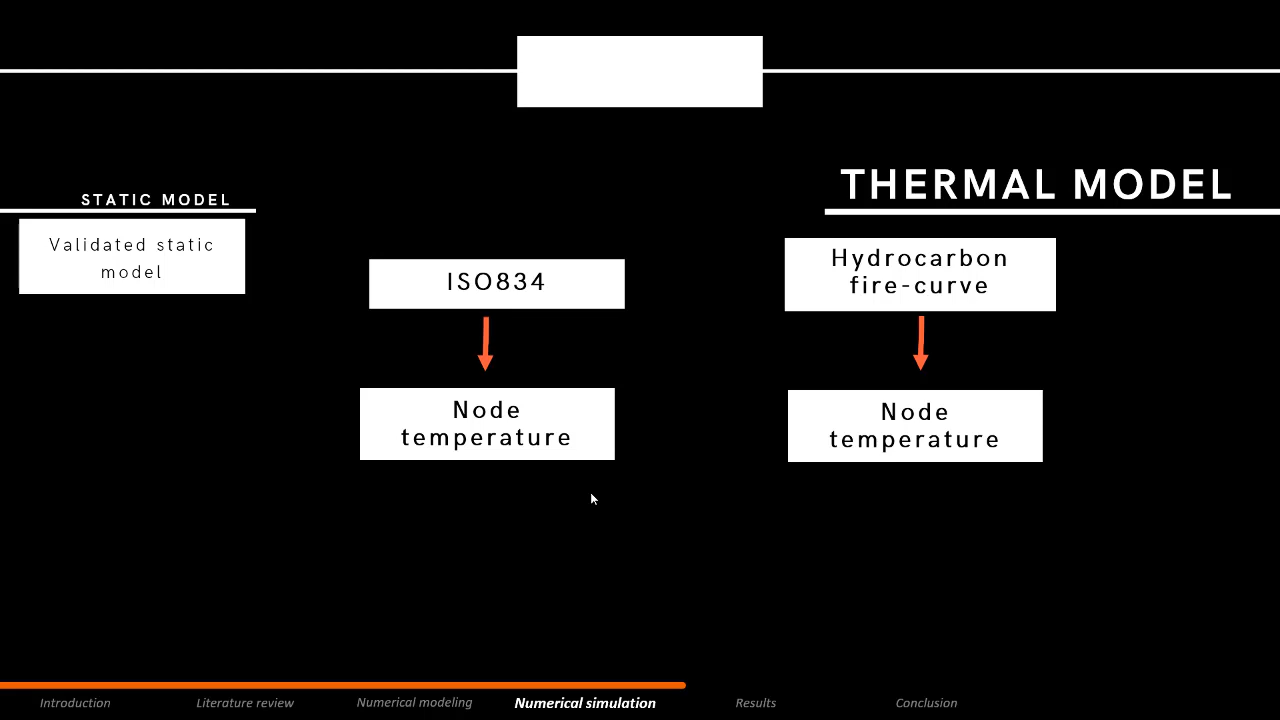 THERMAL MODEL
STATIC MODEL
Validated static
model
ISO834
Hydrocarbon
fire-curve
Node
temperature
Node
temperature
Introduction
Literature review
Numerical modeling
Numerical simulation
Results
Conclusion